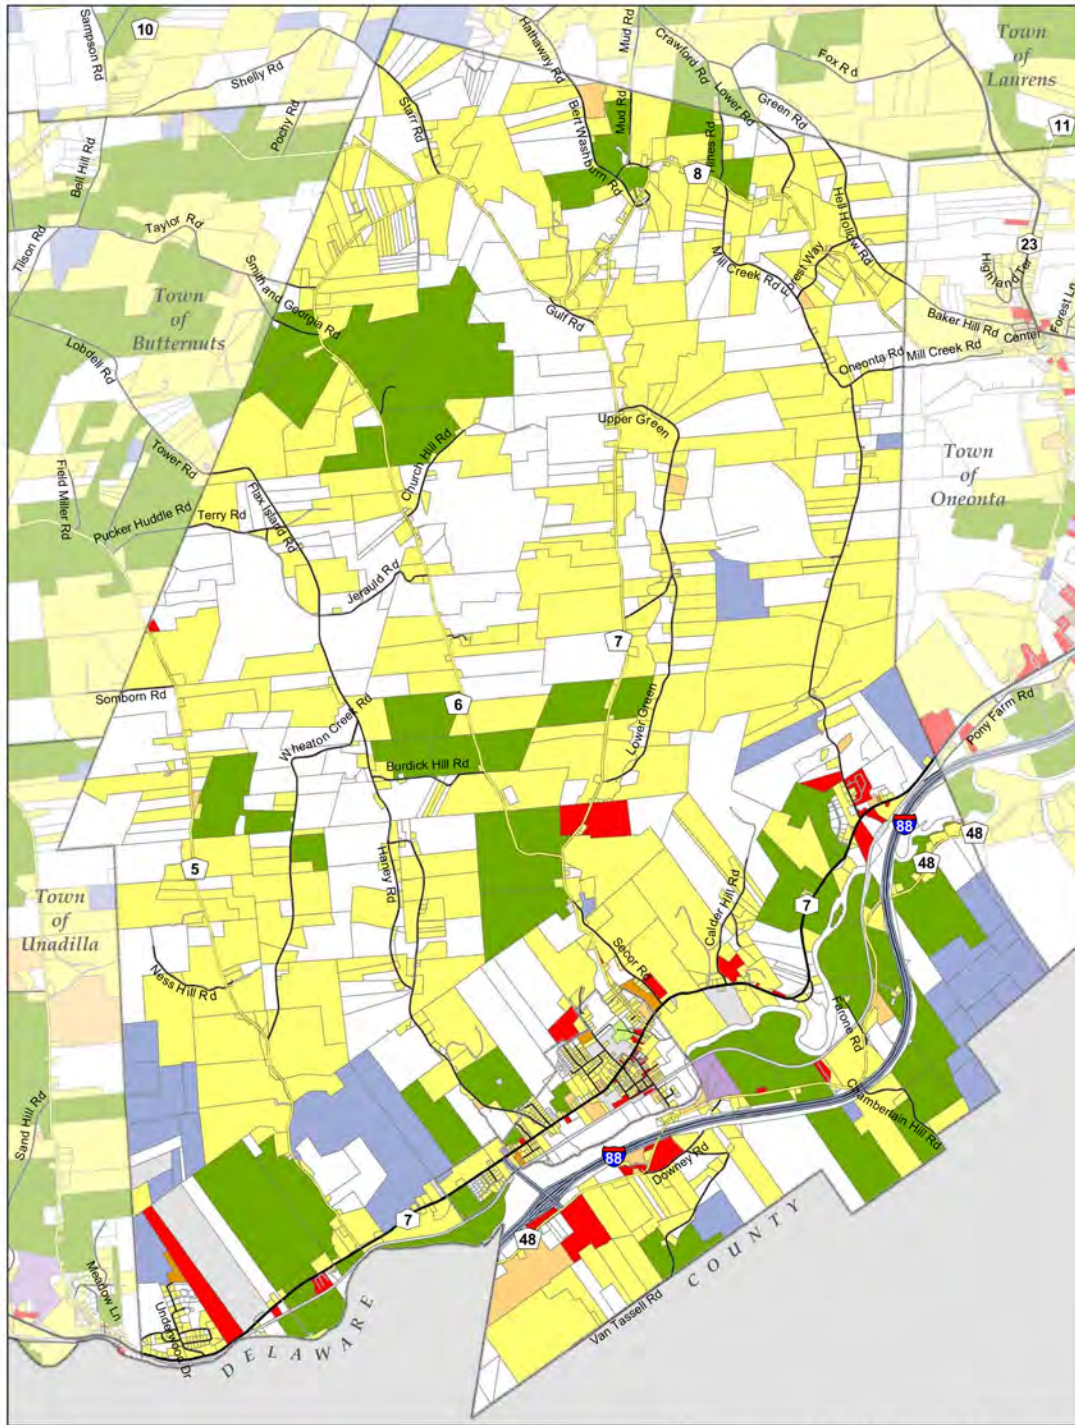 Sampson Rd
10
Shelly Rd
Starr Rd
Hathaway Rd
Mud Rd
Crawford Rd
Fox Rd
Town
of
Laurens
Pochy Rd
Bert Washburn Rd
Mud Rd
Lower Rd
Green Rd
11
Bell Hill Rd
8
Hell Hollow Rd
Tilson Rd
Taylor Rd
Mill Creek Rd
Forest Way
23
Highland Ter
Forest Ln
Smith and Georgia Rd
Town
of
Butternuts
Gulf Rd
Baker Hill Rd
Center
Lobdell Rd
Oneonta Rd
Mill Creek Rd
Upper Green
Church Hill Rd
Tower Rd
Town
of
Oneonta
Field Miller Rd
Flax Island Rd
Pucker Huddle Rd
Terry Rd
Jerauld Rd
7
Somborn Rd
6
Wheaton Creek Rd
Lower Green
Pony Farm Rd
Burdick Hill Rd
88
48
48
5
Haney Rd
Town
of
Unadilla
7
Calder Hill Rd
Secor Rd
Ness Hill Rd
Farone Rd
Chamberlain Hill Rd
Sand Hill Rd
88
Downey Rd
7
48
COUNTY
Meadow Ln
Underwood Dr
Van Tassell Rd
DELAWARE